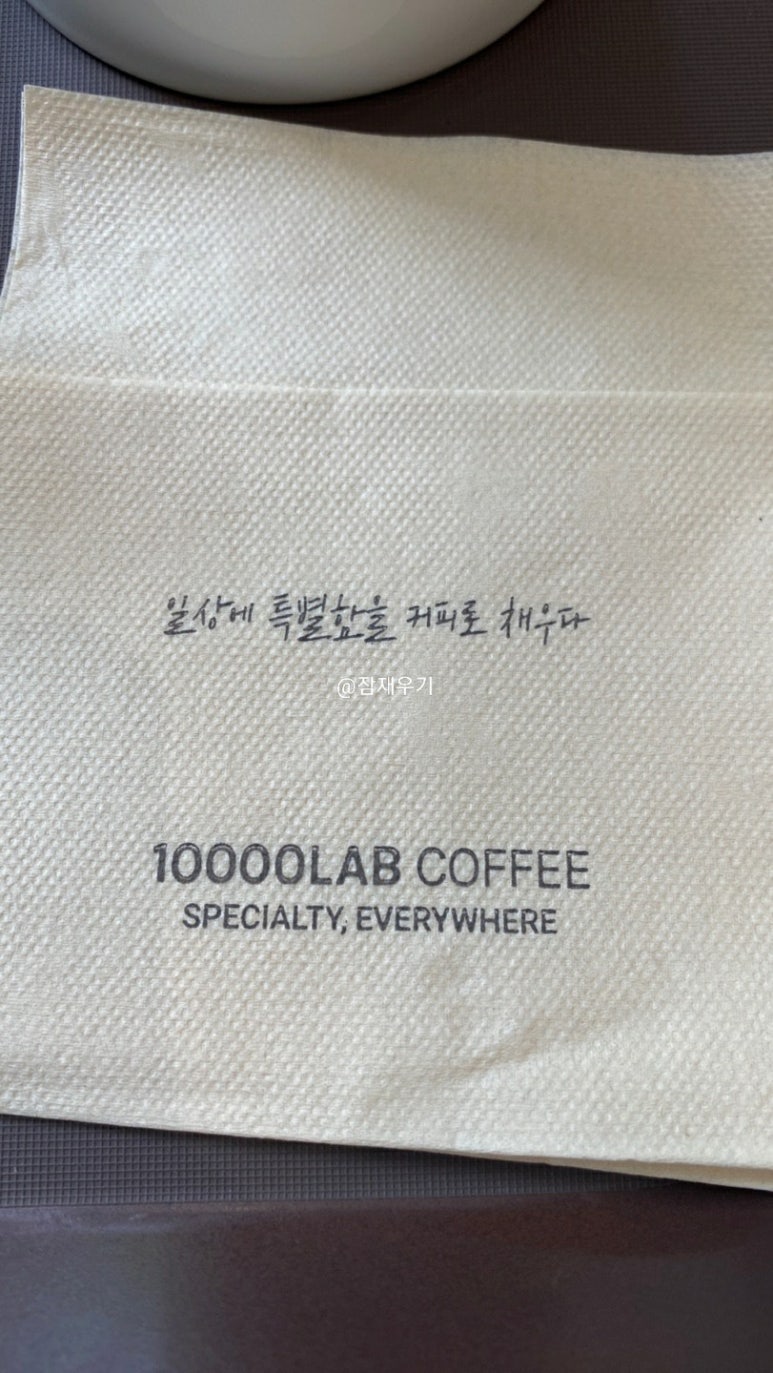 일상에 특별함을 커피로 채우다
@잠재우기
10000LAB COFFEE
SPECIALTY, EVERYWHERE